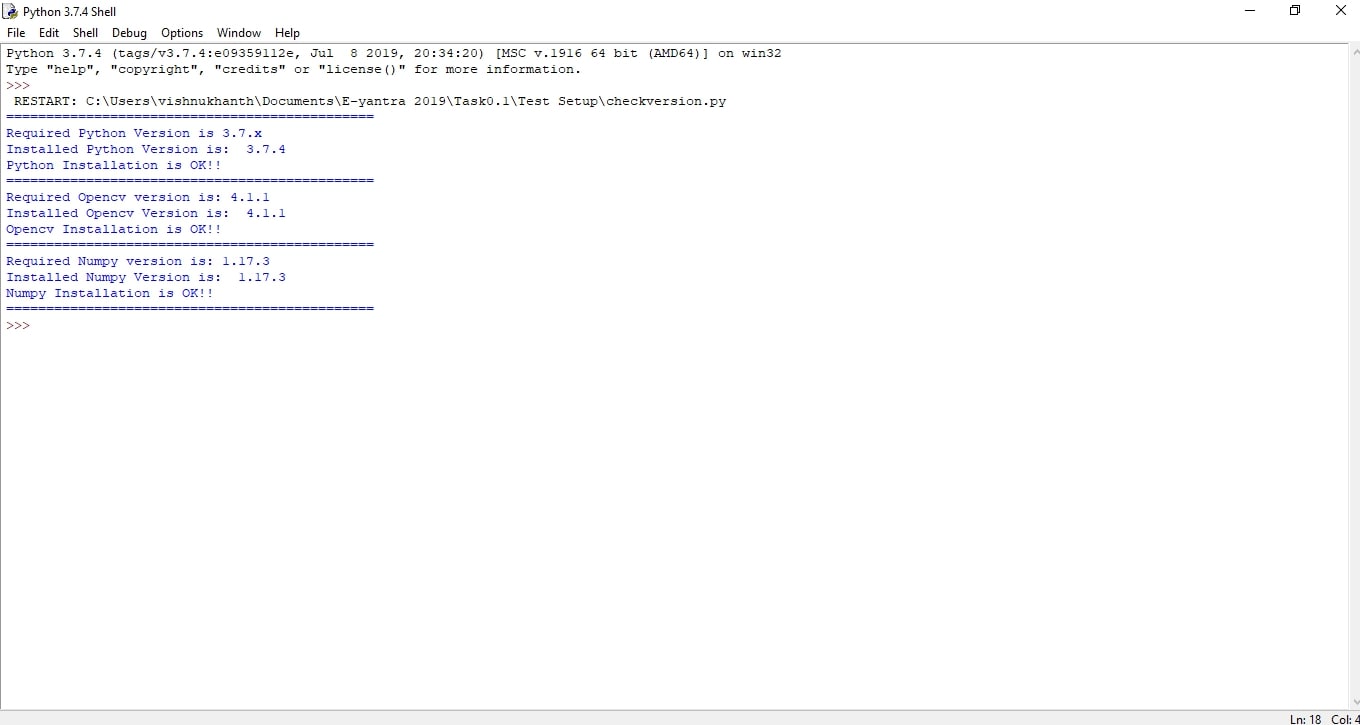 Python 3.7.4 Shell
File Edit Shell Debug Options Window Help
Python 3.7.4 (tags/v3.7.4:e09359112e, Jul  8 2019, 20:34:20) [MSC v.1916 64 bit (AMD64)] on win32
Type "help", "copyright", "credits" or "license()" for more information.
>>>
 RESTART: C:\Users\vishnukhanth\Documents\E-yantra 2019\Task0.1\Test Setup\checkversion.py
==============================================
Required Python Version is 3.7.x
Installed Python Version is:  3.7.4
Python Installation is OK!!
==============================================
Required Opencv version is: 4.1.1
Installed Opencv Version is:  4.1.1
Opencv Installation is OK!!
==============================================
Required Numpy version is: 1.17.3
Installed Numpy Version is:  1.17.3
Numpy Installation is OK!!
==============================================
>>>
Ln: 18 Col: 4